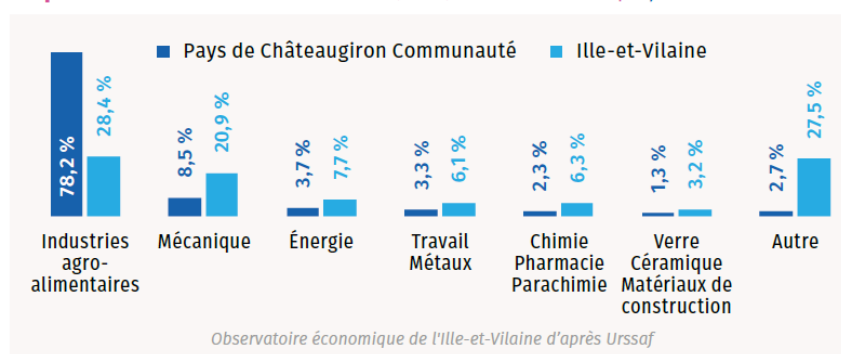 Pays de Châteaugiron Communauté
Ille-et-Vilaine
78,2 %
28,4 %
8,5 %
20,9 %
3,7 %
7,7 %
3,3 %
6,1 %
2,3 %
6,3 %
1,3 %
3,2 %
2,7 %
27,5 %
Industries
agro-
alimentaires
Mécanique
Énergie
Travail
Métaux
Chimie
Pharmacie
Parachimie
Verre
Céramique
Matériaux de
construction
Autre
Observatoire économique de l'Ille-et-Vilaine d’après Urssaf